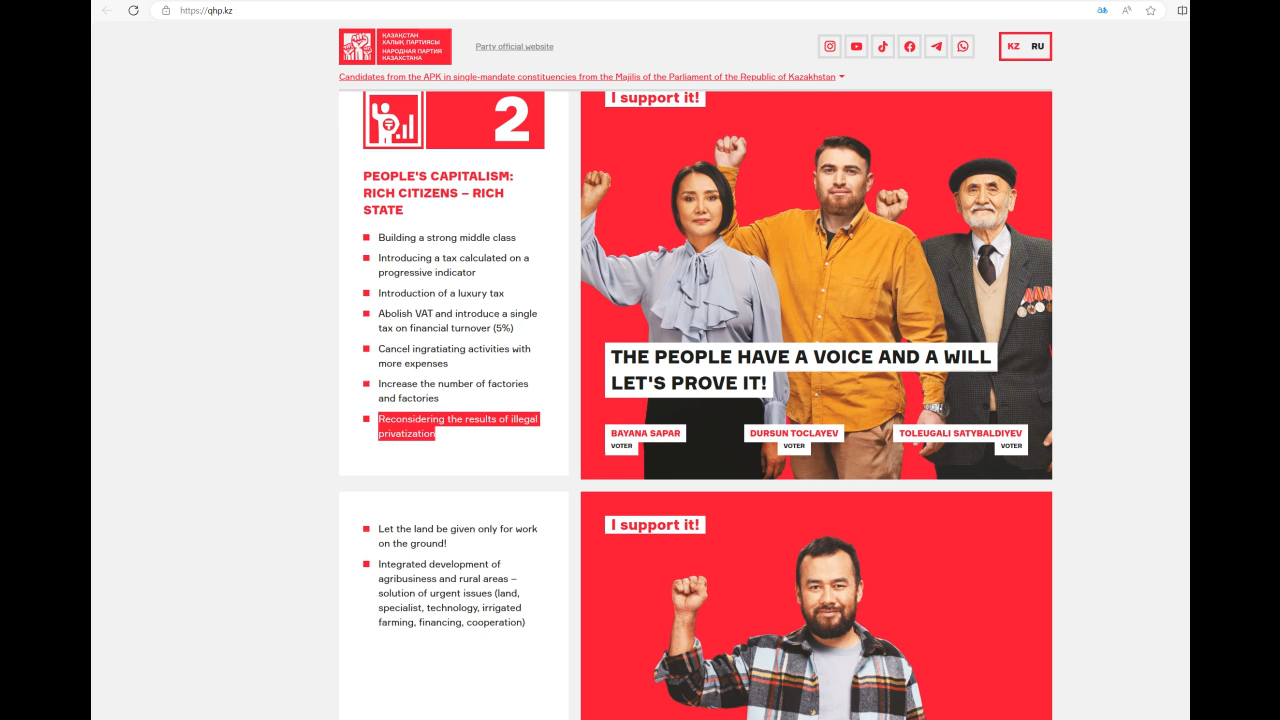 https://qhp.kz
ҚАЗАҚСТАН
ХАЛЫҚ ПАРТИЯСЫ
НАРОДНАЯ ПАРТИЯ
КАЗАХСТАНА
Party official website
KZ RU
Candidates from the APK in single-mandate constituencies from the Majilis of the Parliament of the Republic of Kazakhstan
2
PEOPLE'S CAPITALISM:
RICH CITIZENS – RICH
STATE
Building a strong middle class
Introducing a tax calculated on a
progressive indicator
Introduction of a luxury tax
Abolish VAT and introduce a single
tax on financial turnover (5%)
Cancel ingratiating activities with
more expenses
Increase the number of factories
and factories
Reconsidering the results of illegal
privatization
I support it!
THE PEOPLE HAVE A VOICE AND A WILL
LET'S PROVE IT!
BAYANA SAPAR
VOTER
DURSUN TOCLAYEV
VOTER
TOLEUGALI SATYBALDIYEV
VOTER
Let the land be given only for work
on the ground!
Integrated development of
agribusiness and rural areas –
solution of urgent issues (land,
specialist, technology, irrigated
farming, financing, cooperation)
I support it!